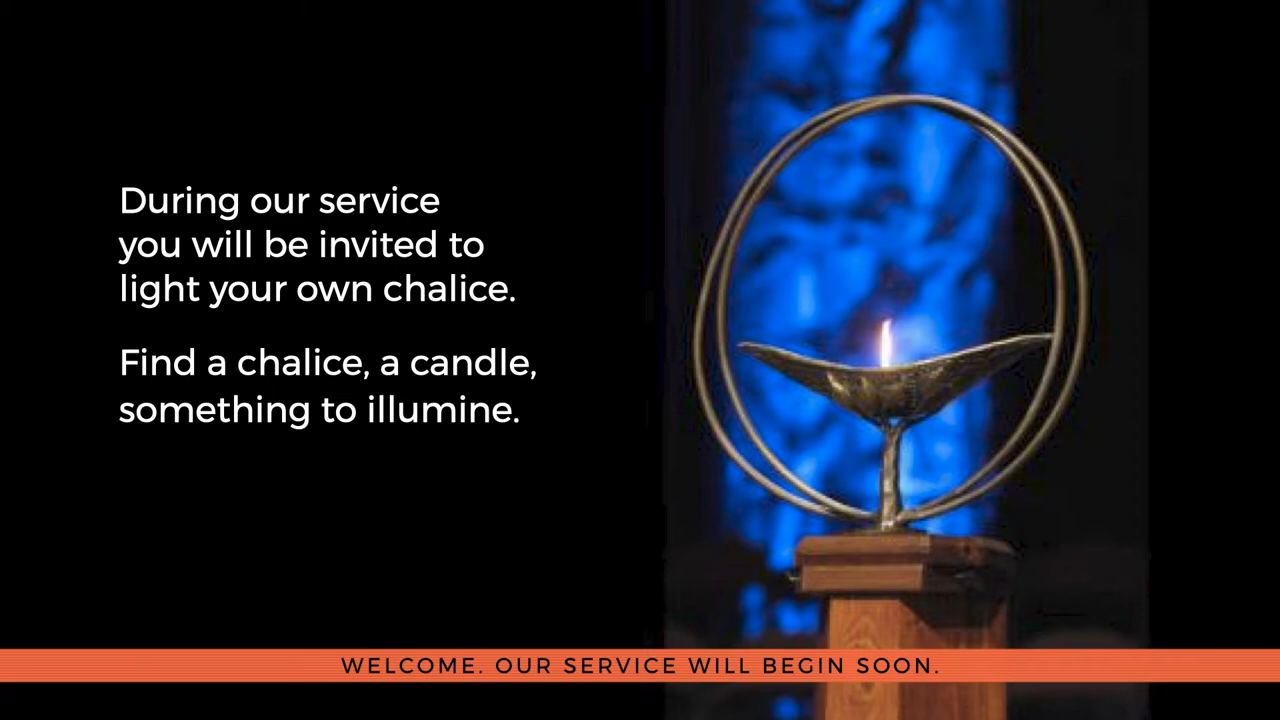 During our service
you will be invited to
light your own chalice.
Find a chalice, a candle,
something to illumine.
WELCOME. OUR SERVICE WILL BEGIN SOON.